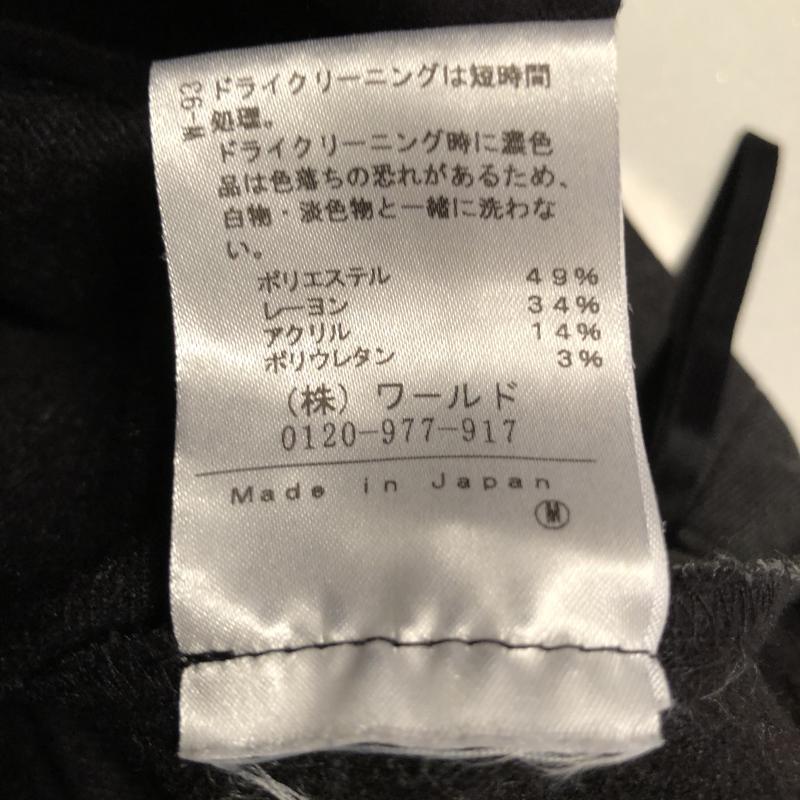 W-93
ドライクリーニングは短時間
処理。
ドライクリーニング時に濃色
品は色落ちの恐れがあるため、
白物・淡色物と一緒に洗わな
い。
ポリエステル 49%
レーヨン 34%
アクリル 14%
ポリウレタン 3%
(株) ワールド
0120-977-917
Made in Japan
M